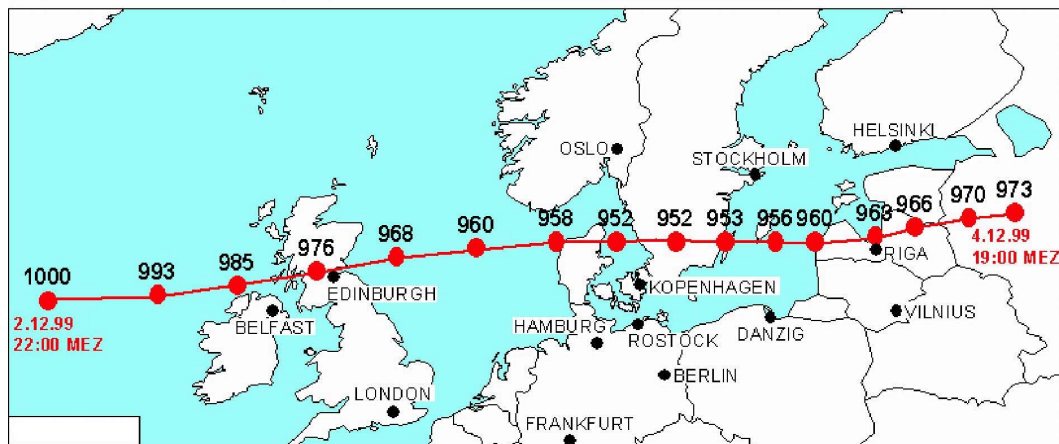 HELSINKI
OSLO
STOCKHOLM
1000
993
985
976
968
960
958
952
952
953
956
960
963
966
970
973
2.12.99
22:00 MEZ
4.12.99
19:00 MEZ
RIGA
EDINBURGH
KOPENHAGEN
BELFAST
HAMBURG
ROSTOCK
DANZIG
VILNIUS
BERLIN
LONDON
FRANKFURT